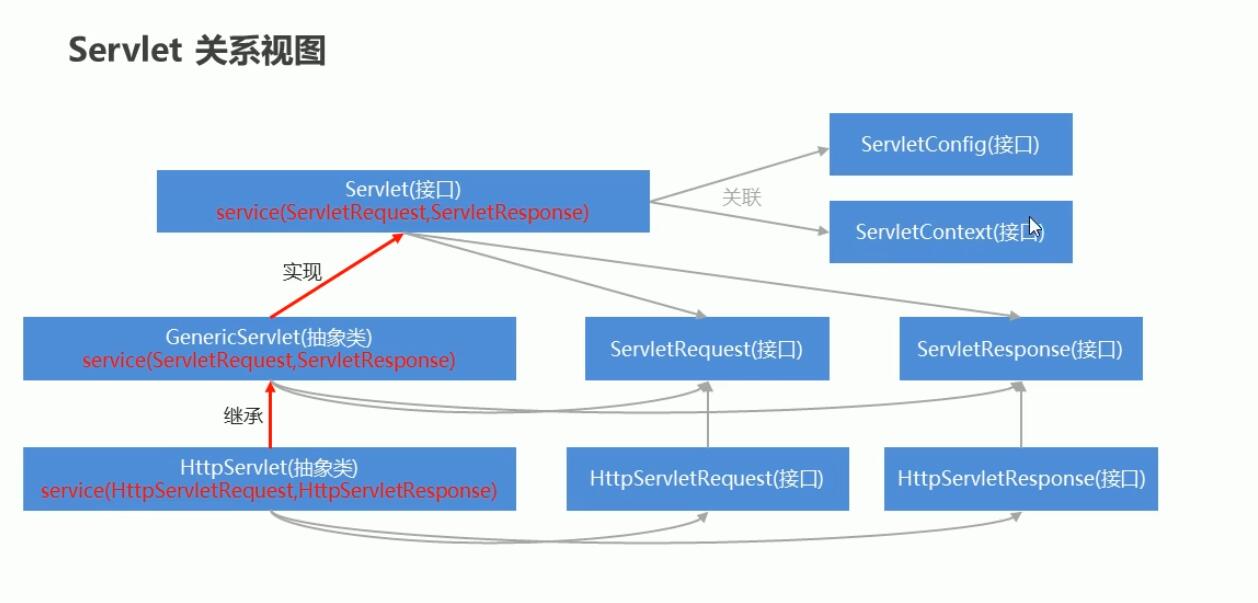 Servlet 关系视图
ServletConfig(接口)
Servlet(接口)
service(ServletRequest,ServletResponse)
关联
ServletContext(接口)
实现
GenericServlet(抽象类)
service(ServletRequest,ServletResponse)
ServletRequest(接口)
ServletResponse(接口)
继承
HttpServlet(抽象类)
service(HttpServletRequest,HttpServletResponse)
HttpServletRequest(接口)
HttpServletResponse(接口)